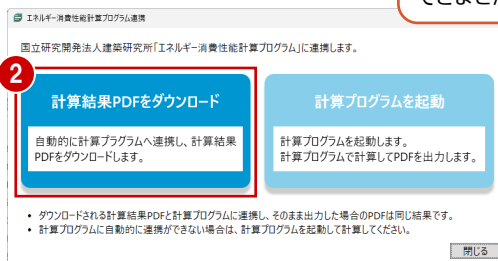 エネルギー消費性能計算プログラム連携
国立研究開発法人建築研究所「エネルギー消費性能計算プログラム」に連携します。
2
計算結果PDFをダウンロード
自動的に計算プラグラムへ連携し、計算結果
PDFをダウンロードします。
計算プログラムを起動
計算プログラムを起動します。
計算プログラムで計算してPDFを出力します。
• ダウンロードされる計算結果PDFと計算プログラムに連携し、そのまま出力した場合のPDFは同じ結果です。
• 計算プログラムに自動的に連携ができない場合は、計算プログラムを起動して計算してください。
閉じる